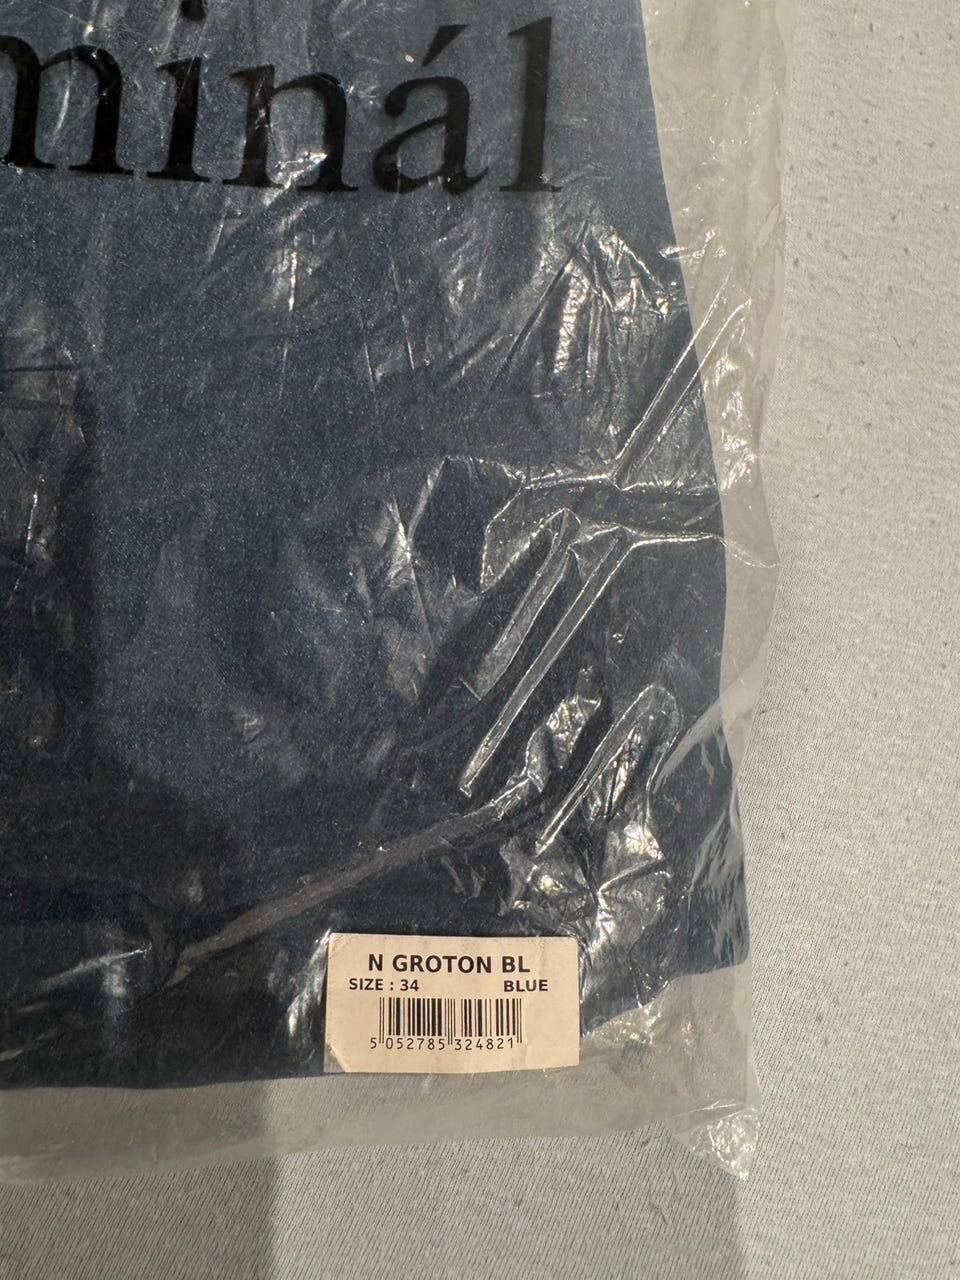 minál
N GROTON BL
SIZE : 34 BLUE
5 052785 324821